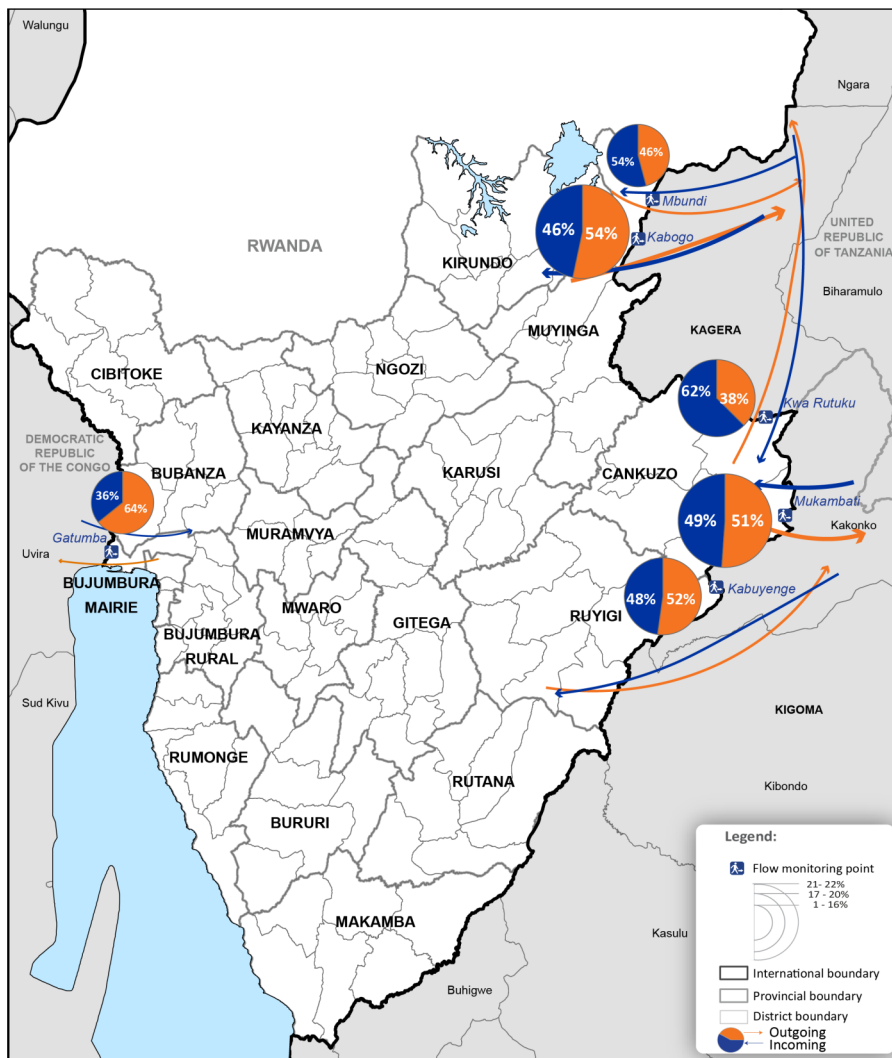 Walungu
Ngara
54%
46%
Mbundi
46%
54%
Kabogo
RWANDA
UNITED
REPUBLIC
OF TANZANIA
KIRUNDO
Biharamulo
MUYINGA
KAGERA
CIBITOKE
NGOZI
62%
38%
Kwa Rutuku
KAYANZA
DEMOCRATIC
REPUBLIC
OF THE CONGO
BUBANZA
KARUSI
CANKUZO
36%
64%
Mukambati
49%
51%
Kakonko
Gatumba
MURAMVYA
Uvira
BUJUMBURA
MAIRIE
MWARO
48%
52%
Kabuyenge
GITEGA
RUYIGI
BUJUMBURA
RURAL
Sud Kivu
KIGOMA
RUMONGE
RUTANA
Kibondo
BURURI
MAKAMBA
Kasulu
Buhigwe
Legend:
Flow monitoring point
21- 22%
17 - 20%
1 - 16%
International boundary
Provincial boundary
District boundary
Outgoing
Incoming